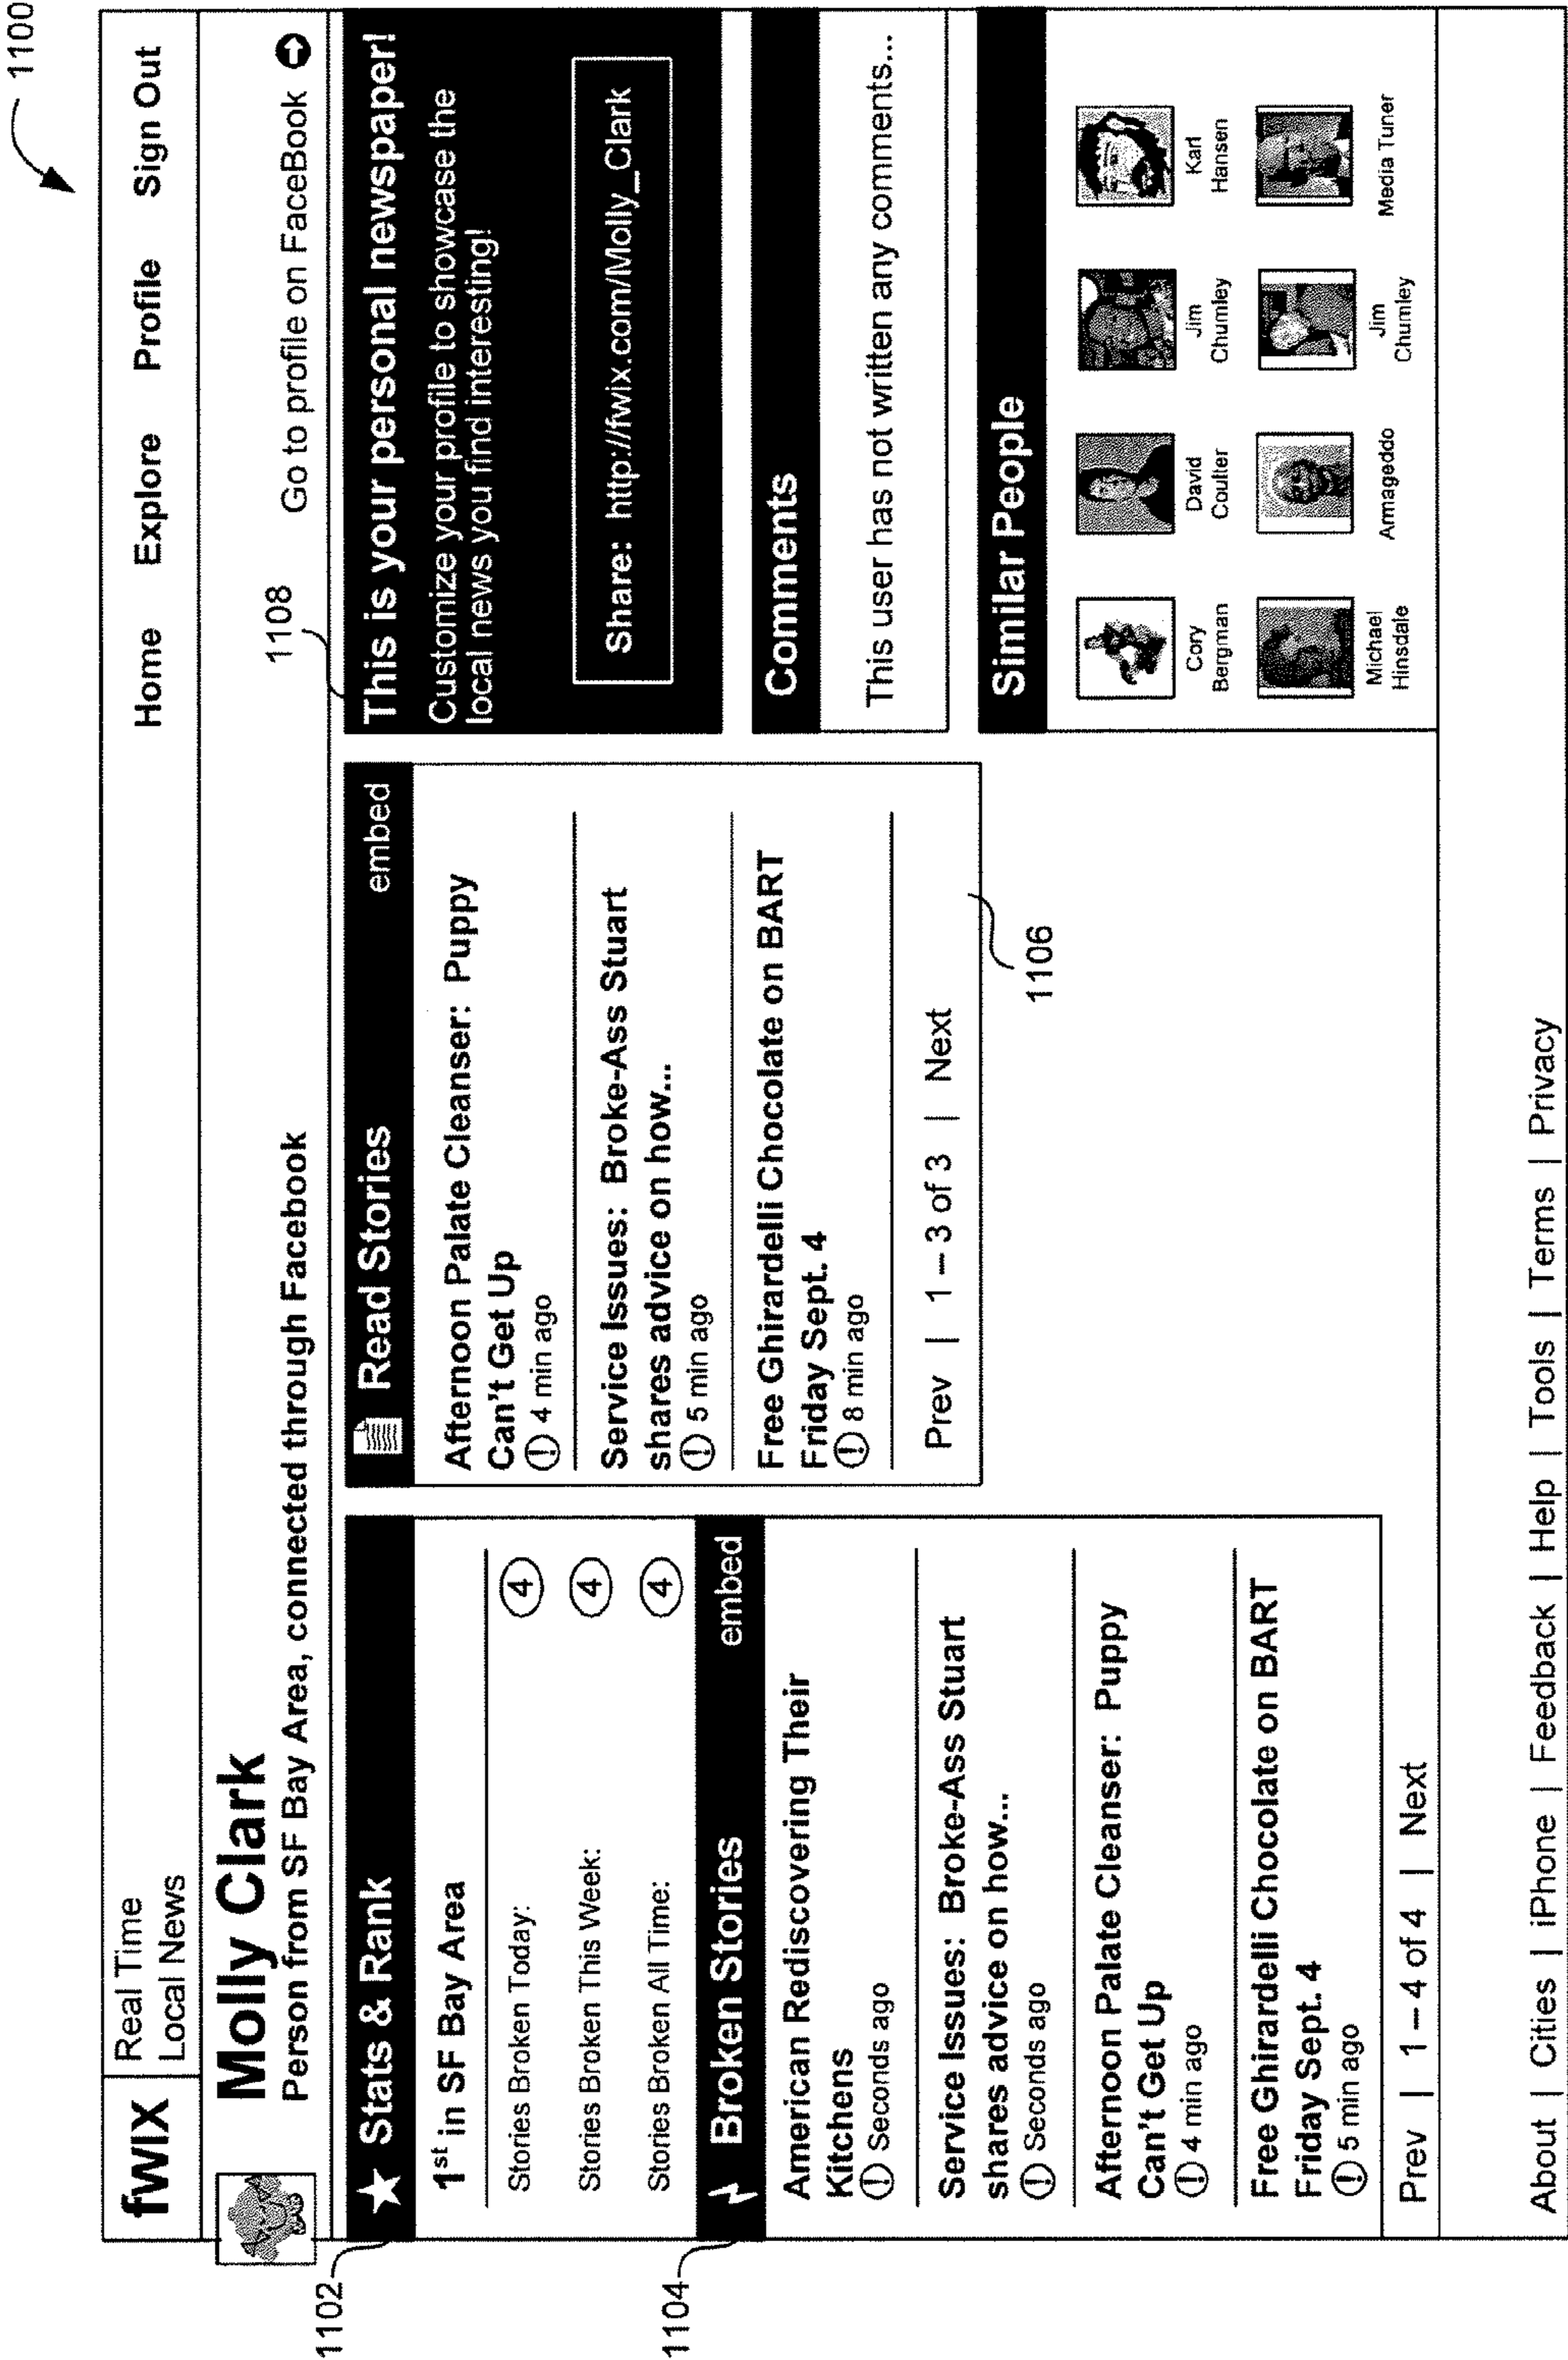 1100
fwix
Real Time
Local News
Home Explore Profile Sign Out
Molly Clark
Person from SF Bay Area, connected through Facebook
Go to profile on FaceBook
1102
Stats & Rank
1st in SF Bay Area
Stories Broken Today: 4
Stories Broken This Week: 4
Stories Broken All Time: 4
1104
Broken Stories embed
American Rediscovering Their
Kitchens
Seconds ago
Service Issues: Broke-Ass Stuart
shares advice on how...
Seconds ago
Afternoon Palate Cleanser: Puppy
Can't Get Up
4 min ago
Free Ghirardelli Chocolate on BART
Friday Sept. 4
5 min ago
Prev | 1 – 4 of 4 | Next
Read Stories embed
Afternoon Palate Cleanser: Puppy
Can't Get Up
4 min ago
Service Issues: Broke-Ass Stuart
shares advice on how...
5 min ago
Free Ghirardelli Chocolate on BART
Friday Sept. 4
8 min ago
Prev | 1 – 3 of 3 | Next
1106
1108
This is your personal newspaper!
Customize your profile to showcase the
local news you find interesting!
Share: http://fwix.com/Molly_Clark
Comments
This user has not written any comments...
Similar People
Cory
Bergman
David
Coulter
Jim
Chumley
Karl
Hansen
Michael
Hinsdale
Armageddo
Jim
Chumley
Media Tuner
About | Cities | iPhone | Feedback | Help | Tools | Terms | Privacy